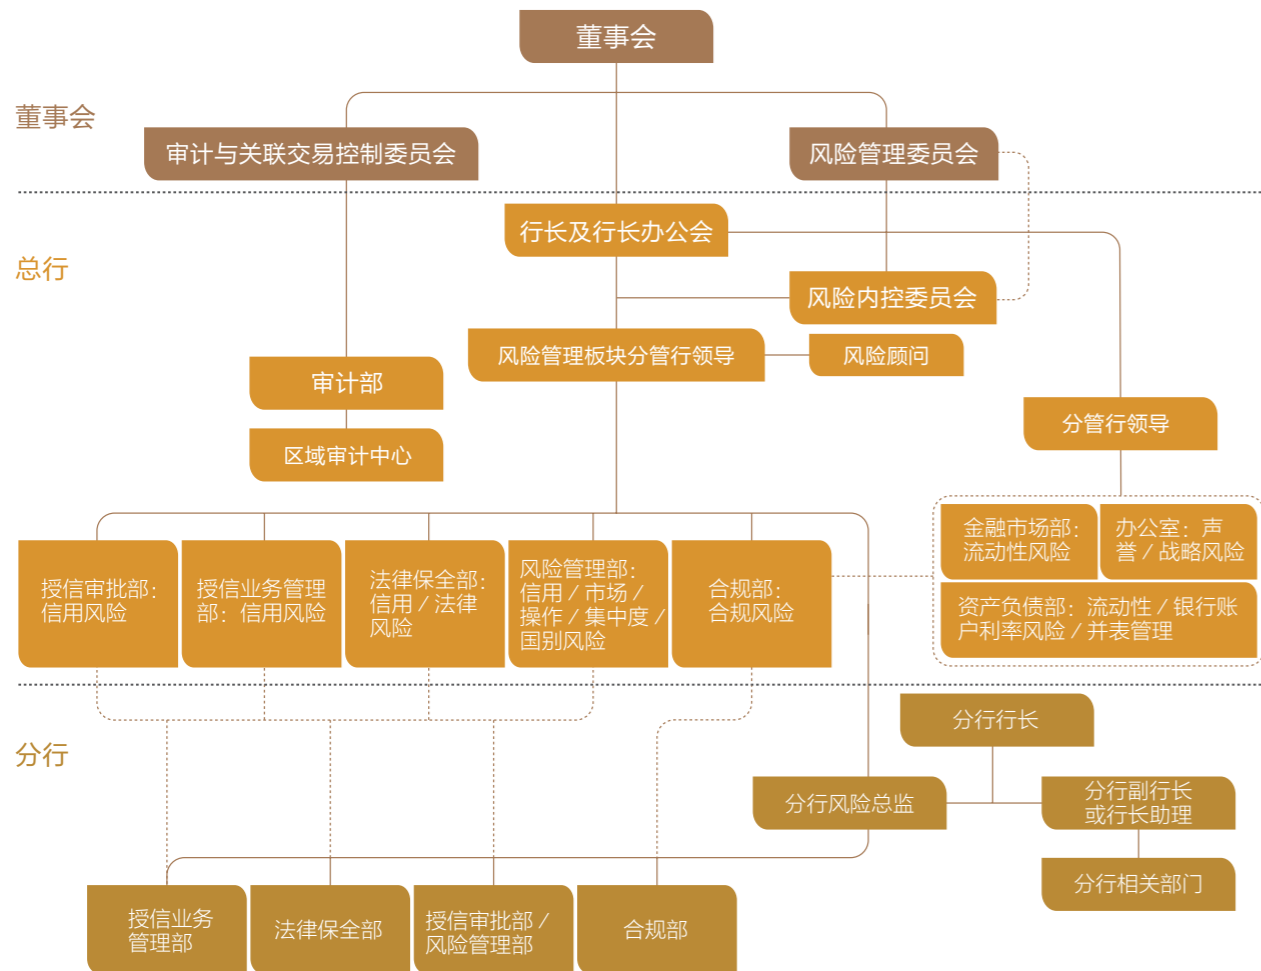 董事会
董事会
审计与关联交易控制委员会
风险管理委员会
总行
行长及行长办公会
风险内控委员会
风险管理板块分管行领导
风险顾问
审计部
区域审计中心
分管行领导
金融市场部：
流动性风险
办公室：声
誉 / 战略风险
资产负债部：流动性 / 银行账
户利率风险 / 并表管理
授信审批部：
信用风险
授信业务管理
部：信用风险
法律保全部：
信用 / 法律
风险
风险管理部：
信用 / 市场 /
操作 / 集中度 /
国别风险
合规部：
合规风险
分行
分行行长
分行风险总监
分行副行长
或行长助理
分行相关部门
授信业务
管理部
法律保全部
授信审批部 /
风险管理部
合规部